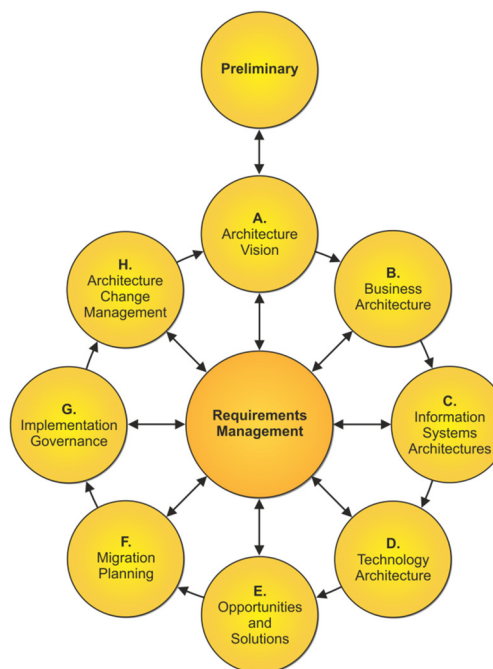 Preliminary
A.
Architecture
Vision
B.
Business
Architecture
C.
Information
Systems
Architectures
D.
Technology
Architecture
E.
Opportunities
and
Solutions
F.
Migration
Planning
G.
Implementation
Governance
H.
Architecture
Change
Management
Requirements
Management